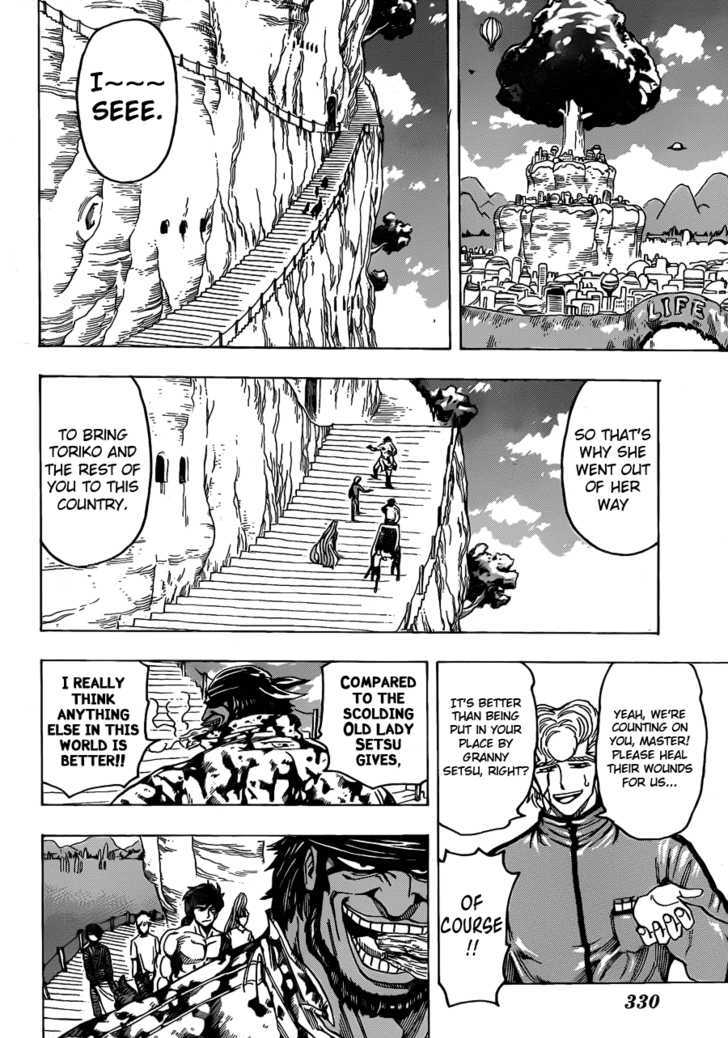 LIFE
I~~~
SEEE.
SO THAT'S
WHY SHE
WENT OUT
OF HER
WAY
TO BRING
TORIKO AND
THE REST OF
YOU TO THIS
COUNTRY.
YEAH, WE'RE
COUNTING ON
YOU, MASTER!
PLEASE HEAL
THEIR WOUNDS
FOR US...
IT'S BETTER
THAN BEING
PUT IN YOUR
PLACE BY
GRANNY
SETSU, RIGHT?
OF
COURSE
!!
COMPARED
TO THE
SCOLDING
OLD LADY
SETSU
GIVES,
I REALLY
THINK
ANYTHING
ELSE IN THIS
WORLD IS
BETTER!!
330